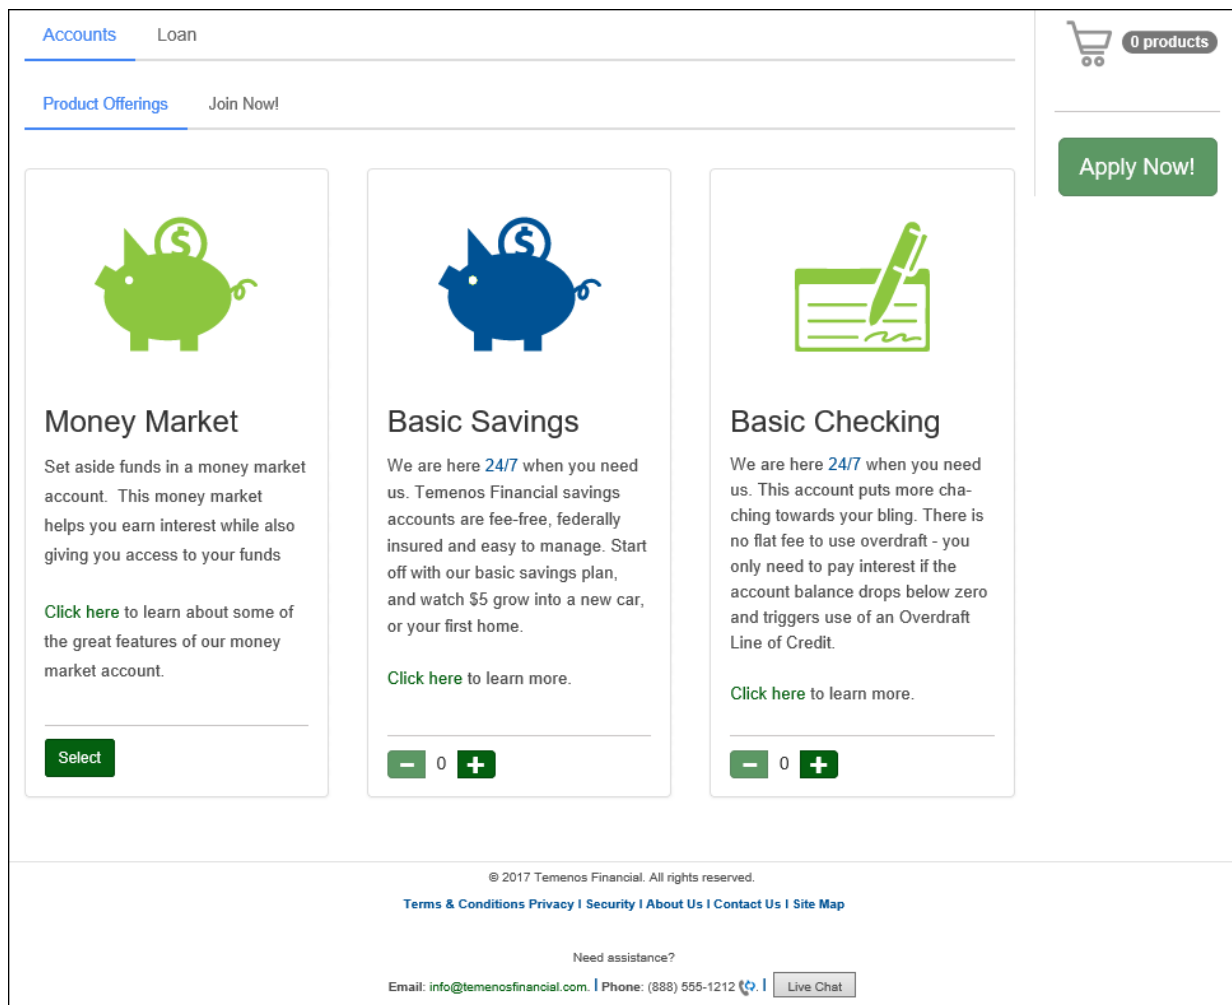 Accounts Loan
0 products
Product Offerings Join Now!
Apply Now!
$
Money Market
Set aside funds in a money market
account.  This money market
helps you earn interest while also
giving you access to your funds
Click here to learn about some of
the great features of our money
market account.
Select
$
Basic Savings
We are here 24/7 when you need
us. Temenos Financial savings
accounts are fee-free, federally
insured and easy to manage. Start
off with our basic savings plan,
and watch $5 grow into a new car,
or your first home.
Click here to learn more.
0
Basic Checking
We are here 24/7 when you need
us. This account puts more cha-
ching towards your bling. There is
no flat fee to use overdraft - you
only need to pay interest if the
account balance drops below zero
and triggers use of an Overdraft
Line of Credit.
Click here to learn more.
0
© 2017 Temenos Financial. All rights reserved.
Terms & Conditions Privacy | Security | About Us | Contact Us | Site Map
Need assistance?
Email: info@temenosfinancial.com. | Phone: (888) 555-1212 . | Live Chat